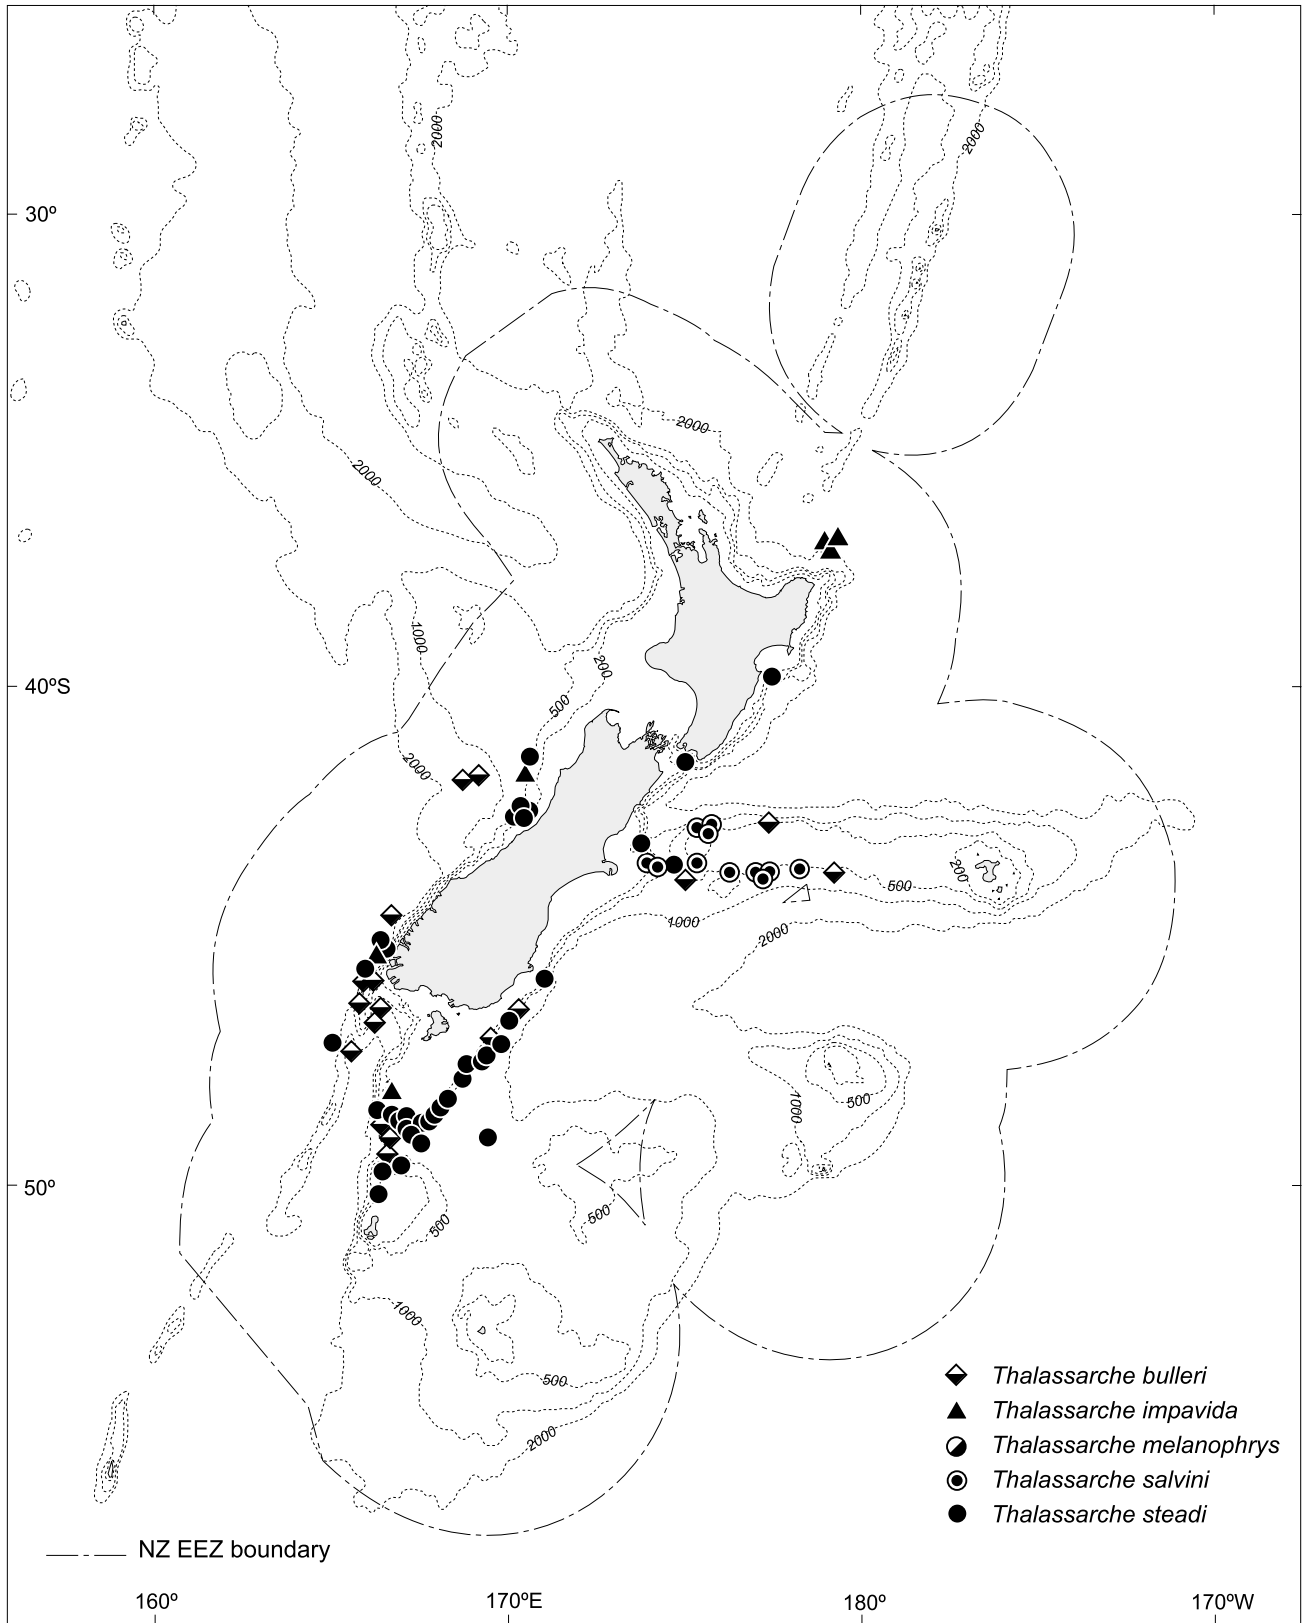 2000
2000
30º
2000
2000
1000
200
40ºS
500
2000
200
500
1000
2000
1000
500
50º
500
500
1000
Thalassarche bulleri
500
Thalassarche impavida
2000
Thalassarche melanophrys
Thalassarche salvini
Thalassarche steadi
NZ EEZ boundary
160º 170ºE 180º 170ºW